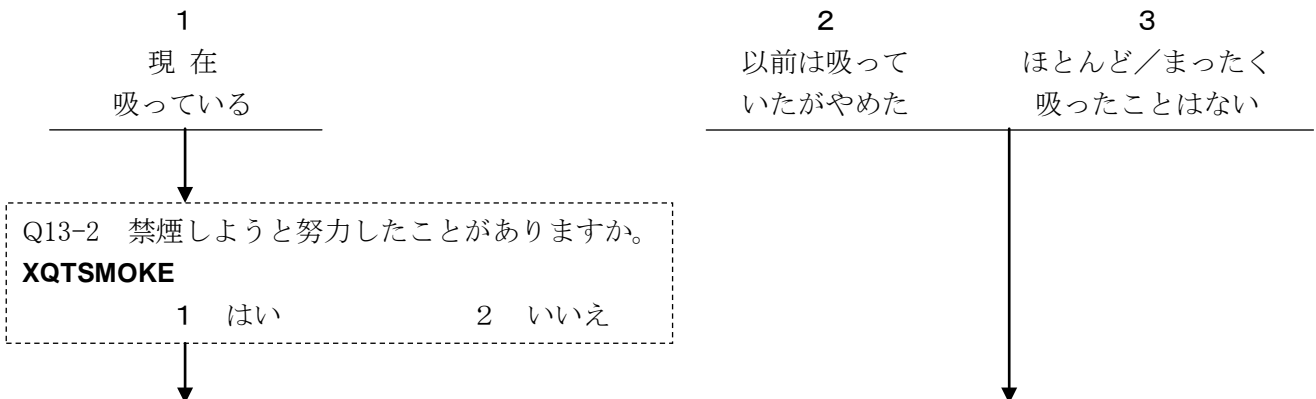 1
現 在
吸っている
2
以前は吸って
いたがやめた
3
ほとんど／まったく
吸ったことはない
Q13-2 禁煙しようと努力したことがありますか。
XQTSMOKE
1 はい 2 いいえ